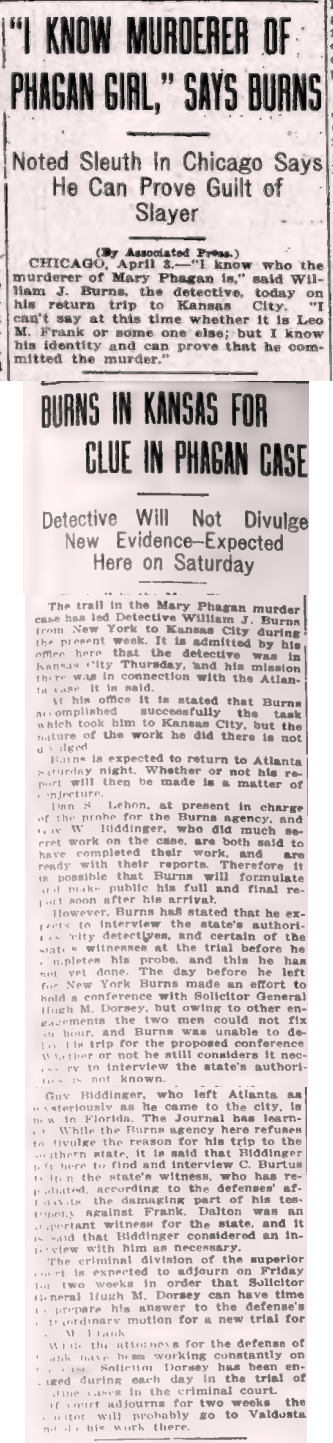 "I KNOW MURDERER OF
PHAGAN GIRL," SAYS BURNS
Noted Sleuth In Chicago Says
He Can Prove Guilt of
Slayer
(By Associated Press.)
CHICAGO, April 3.—"I know who the
murderer of Mary Phagan is," said Wil-
liam J. Burns, the detective, today on
his return trip to Kansas City. "I
can't say at this time whether it is Leo
M. Frank or some one else; but I know
his identity and can prove that he com-
mitted the murder."
BURNS IN KANSAS FOR
CLUE IN PHAGAN CASE
Detective Will Not Divulge
New Evidence—Expected
Here on Saturday
The trail in the Mary Phagan murder
case has led Detective William J. Burns
from New York to Kansas City during
the present week. It is admitted by his
office here that the detective was in
Kansas City Thursday, and his mission
there was in connection with the Atlan-
ta case it is said.
At his office it is stated that Burns
accomplished successfully the task
which took him to Kansas City, but the
nature of the work he did there is not
divulged
Burns is expected to return to Atlanta
Saturday night. Whether or not his re-
port will then be made is a matter of
conjecture.
Dan S. Lehon, at present in charge
of the probe for the Burns agency, and
Guy W. Biddinger, who did much se-
cret work on the case, are both said to
have completed their work, and are
ready with their reports. Therefore it
is possible that Burns will formulate
and make public his full and final re-
port soon after his arrival.
However, Burns has stated that he ex-
pects to interview the state's authori-
ties city detectives, and certain of the
state's witnesses at the trial before he
completes his probe, and this he has
not yet done. The day before he left
for New York Burns made an effort to
hold a conference with Solicitor General
Hugh M. Dorsey, but owing to other en-
gagements the two men could not fix
an hour, and Burns was unable to de-
lay his trip for the proposed conference
Whether or not he still considers it nec-
essary to interview the state's authori-
ties is not known.
Guy Biddinger, who left Atlanta as
mysteriously as he came to the city, is
now in Florida, The Journal has learn-
ed. While the Burns agency here refuses
to divulge the reason for his trip to the
southern state, it is said that Biddinger
left here to find and interview C. Burtus
Dalton the state's witness, who has re-
pudiated, according to the defenses' af-
fidavits the damaging part of his tes-
timony against Frank. Dalton was an
important witness for the state, and it
is said that Biddinger considered an in-
terview with him as necessary.
The criminal division of the superior
court is expected to adjourn on Friday
for two weeks in order that Solicitor
General Hugh M. Dorsey can have time
to prepare his answer to the defense's
extraordinary motion for a new trial for
M. Frank
While the attorneys for the defense of
Frank have been working constantly on
case Solicitor Dorsey has been en-
gaged during each day in the trial of
cases in the criminal court.
If court adjourns for two weeks the
solicitor will probably go to Valdosta
and do his work there.